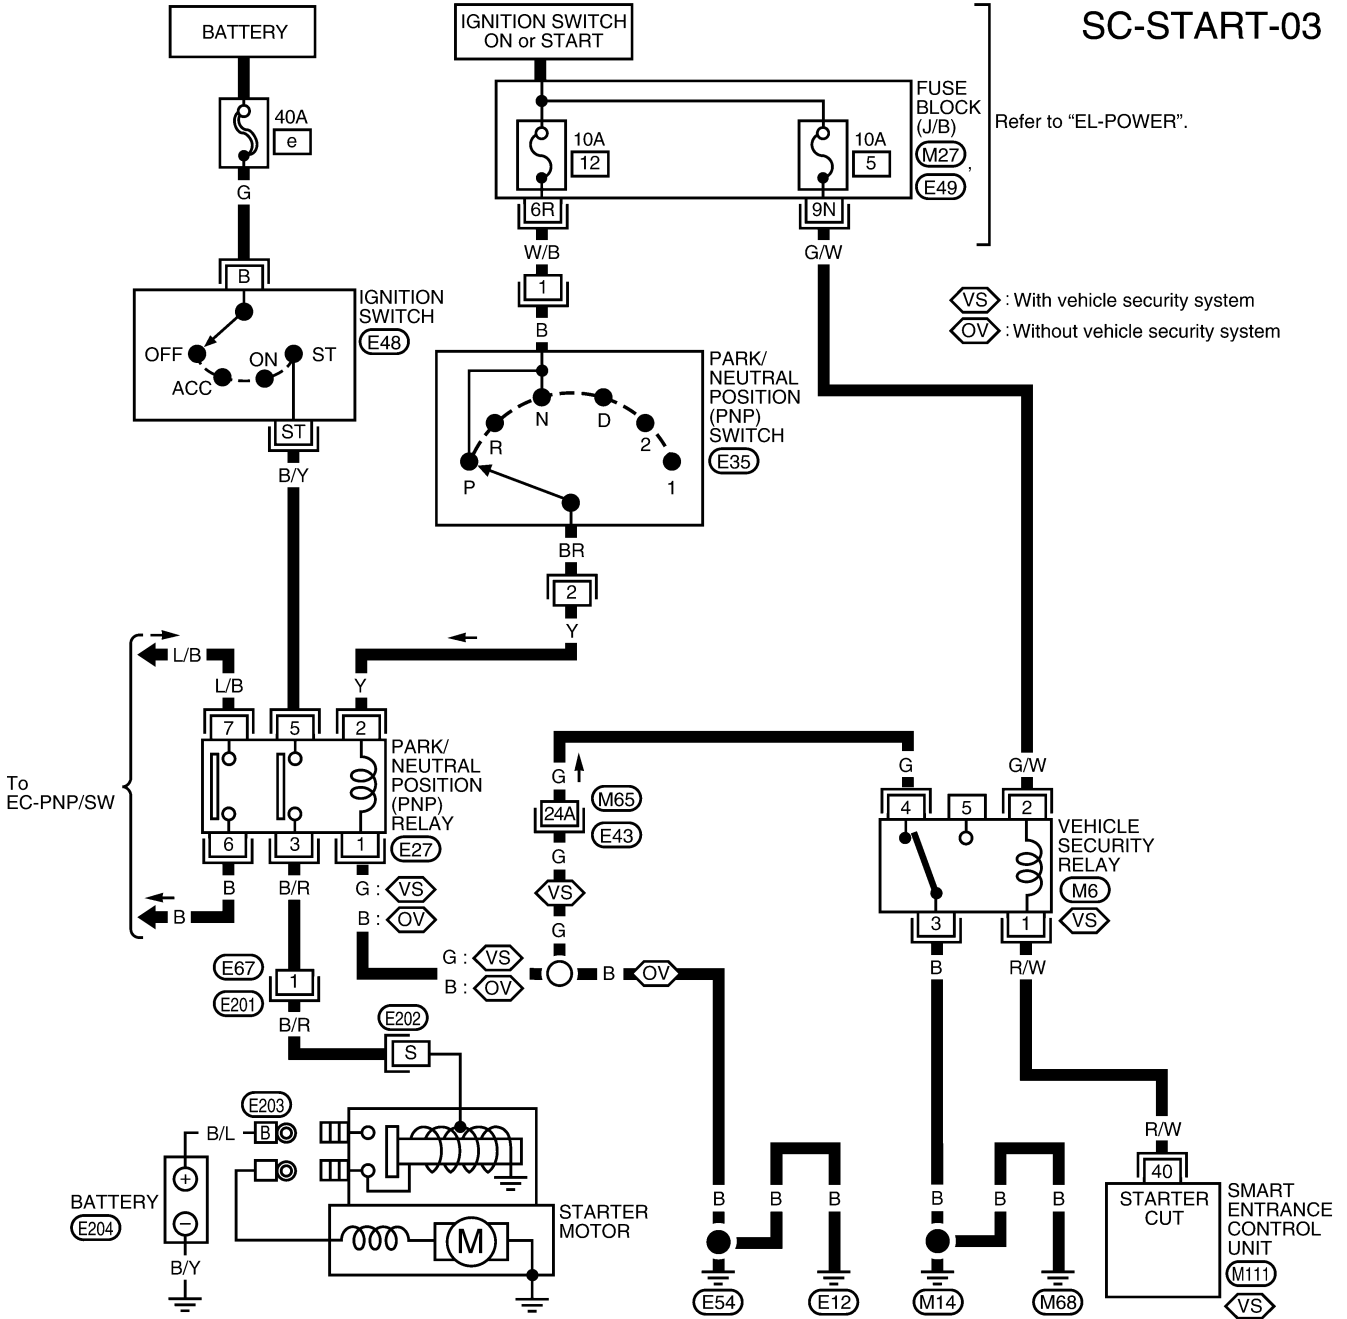 SC-START-03
BATTERY
IGNITION SWITCH
ON or START
40A
e
G
10A
12
10A
5
FUSE
BLOCK
(J/B)
M27 ,
E49
Refer to “EL-POWER”.
6R
9N
W/B
G/W
1
B
B
IGNITION
SWITCH
E48
OFF
ACC
ON
ST
ST
B/Y
VS : With vehicle security system
OV : Without vehicle security system
PARK/
NEUTRAL
POSITION
(PNP)
SWITCH
E35
P
R
N
D
2
1
BR
2
Y
L/B
L/B
Y
7
5
2
PARK/
NEUTRAL
POSITION
(PNP)
RELAY
E27
To
EC-PNP/SW
6
3
1
B
B/R
G : VS
B : OV
B
G
24A
M65
E43
G
VS
G
G : VS
B : OV
B
OV
G
G/W
4
5
2
VEHICLE
SECURITY
RELAY
M6
VS
3
1
B
R/W
E67
1
E201
B/R
E202
S
E203
B/L
B
BATTERY
E204
+
−
B/Y
M
STARTER
MOTOR
B
B
B
E54
E12
B
B
B
M14
M68
R/W
40
STARTER
CUT
SMART
ENTRANCE
CONTROL
UNIT
M111
VS